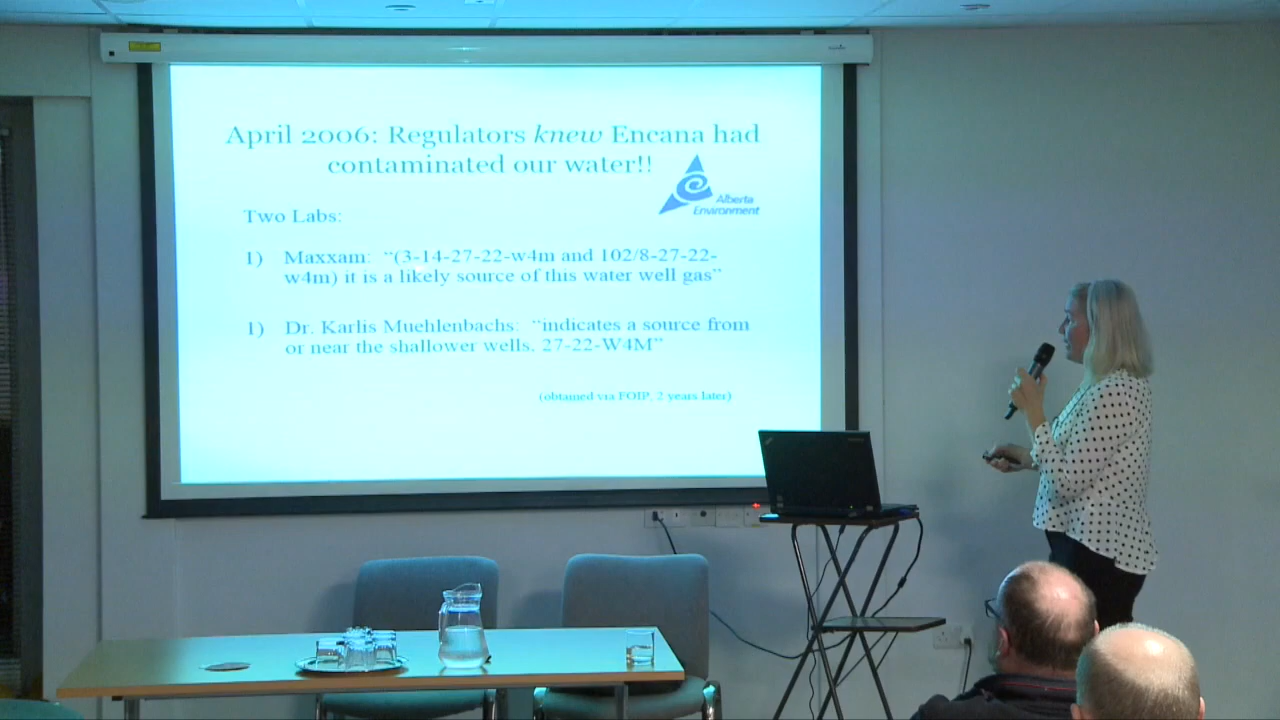 April 2006: Regulators knew Encana had
contaminated our water!!
Alberta
Environment
Two Labs:
1) Maxxam: “(3-14-27-22-w4m and 102/8-27-22-
w4m) it is a likely source of this water well gas”
1) Dr. Karlis Muehlenbachs: “indicates a source from
or near the shallower wells. 27-22-W4M”
(obtained via FOIP, 2 years later)